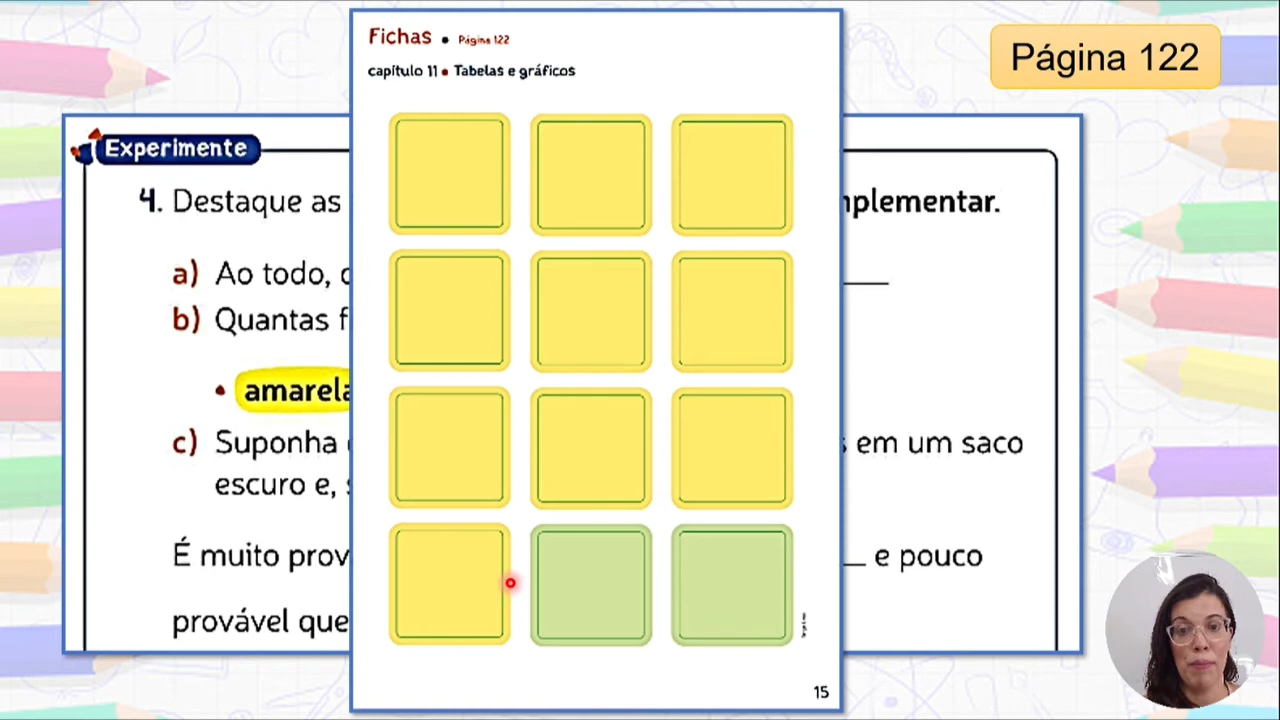 Fichas • Página 122
capítulo 11 • Tabelas e gráficos
Página 122
Experimente
4. Destaque as
mplementar.
a) Ao todo,
b) Quantas f
• amarela
c) Suponha
s em um saco
escuro e, s
É muito prov
e pouco
provável que
15